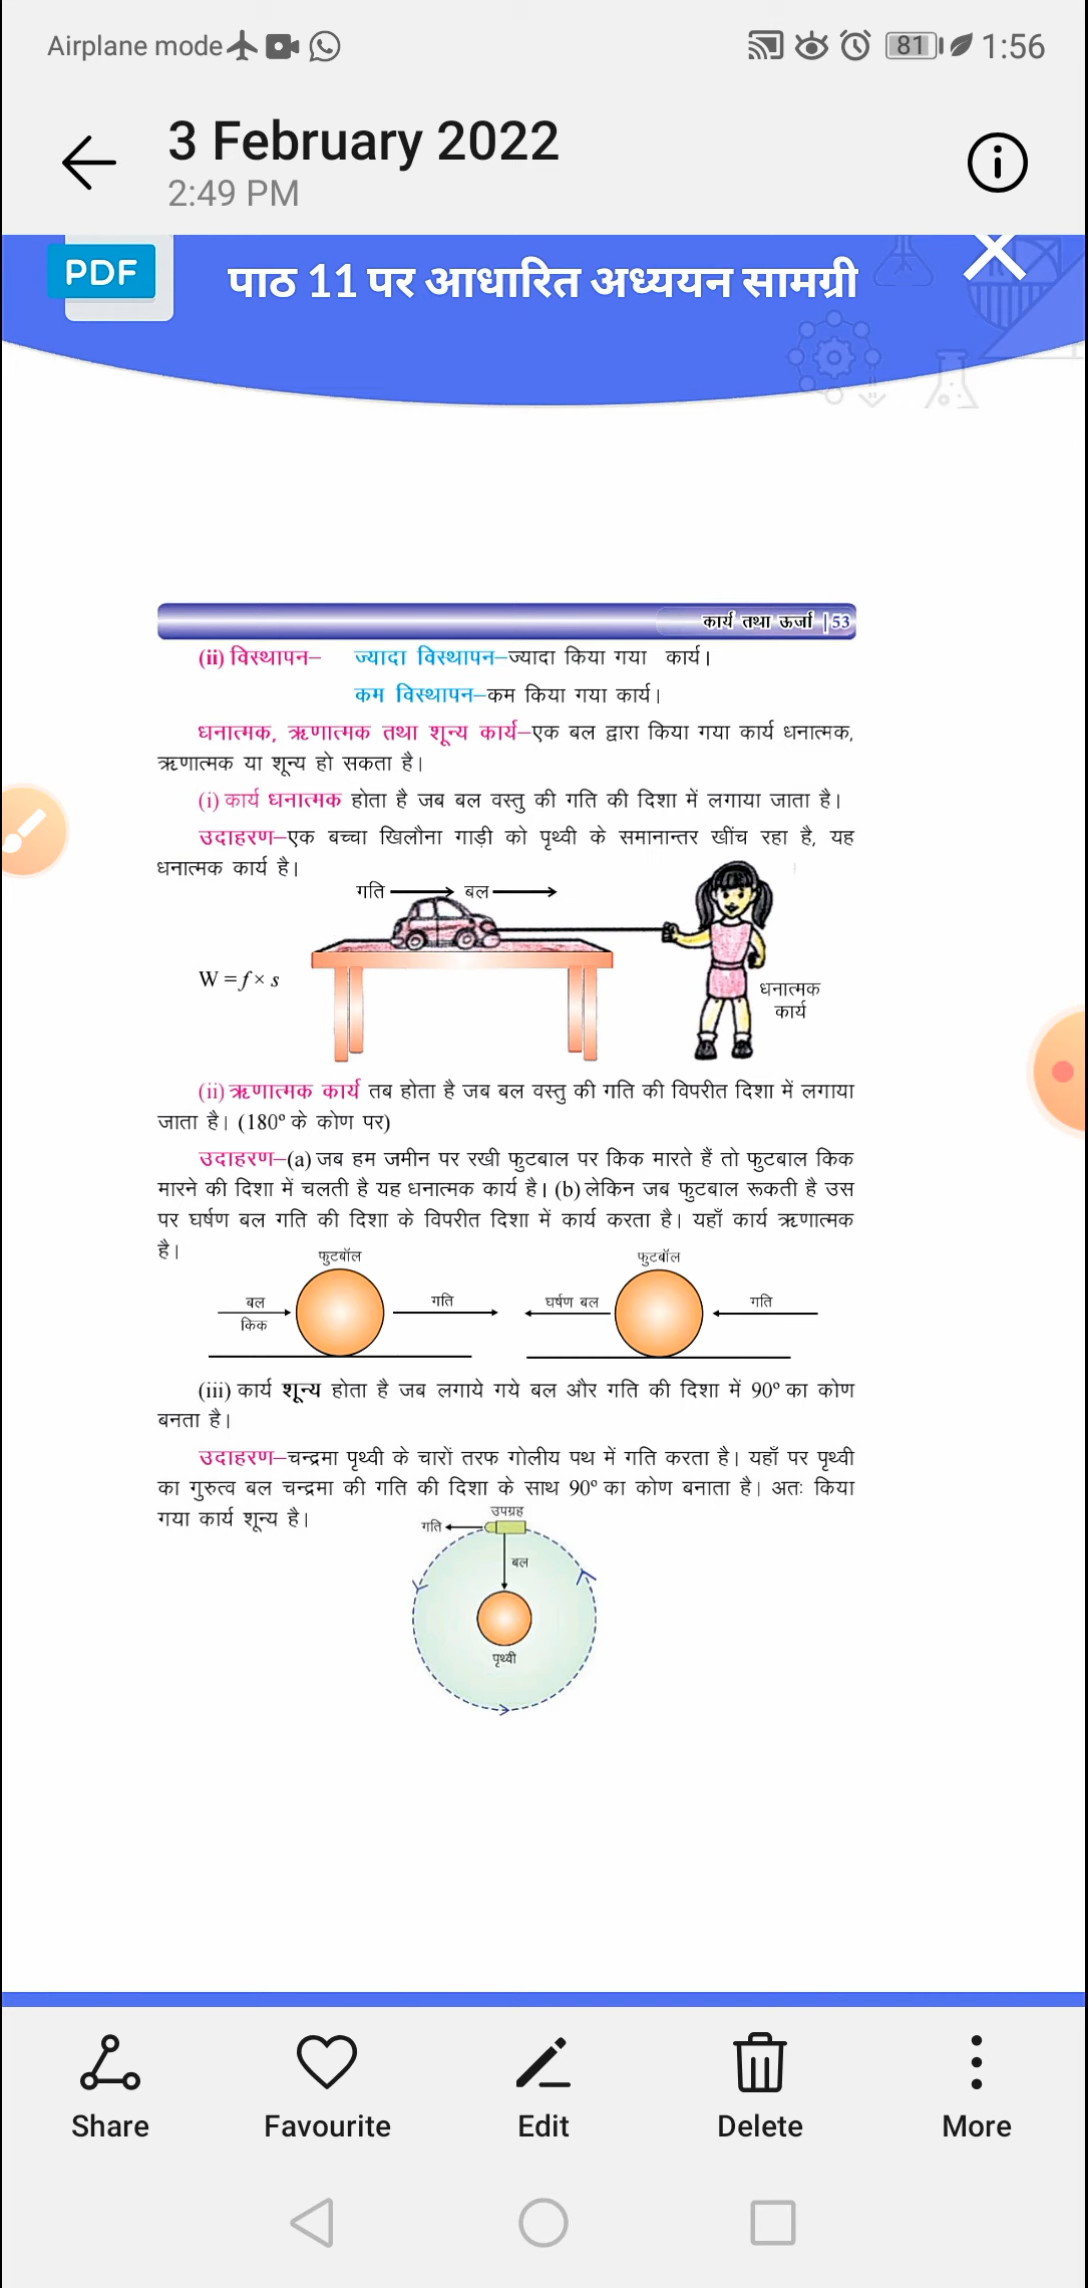 Airplane mode
81 1:56
3 February 2022
2:49 PM
PDF
पाठ 11 पर आधारित अध्ययन सामग्री
कार्य तथा ऊर्जा | 53
(ii) विस्थापन– ज्यादा विस्थापन–ज्यादा किया गया कार्य।
कम विस्थापन–कम किया गया कार्य।
धनात्मक, ऋणात्मक तथा शून्य कार्य–एक बल द्वारा किया गया कार्य धनात्मक,
ऋणात्मक या शून्य हो सकता है।
(i) कार्य धनात्मक होता है जब बल वस्तु की गति की दिशा में लगाया जाता है।
उदाहरण–एक बच्चा खिलौना गाड़ी को पृथ्वी के समानान्तर खींच रहा है, यह
धनात्मक कार्य है।
गति बल
W = f × s
धनात्मक
कार्य
(ii) ऋणात्मक कार्य तब होता है जब बल वस्तु की गति की विपरीत दिशा में लगाया
जाता है। (180° के कोण पर)
उदाहरण–(a) जब हम जमीन पर रखी फुटबाल पर किक मारते हैं तो फुटबाल किक
मारने की दिशा में चलती है यह धनात्मक कार्य है। (b) लेकिन जब फुटबाल रूकती है उस
पर घर्षण बल गति की दिशा के विपरीत दिशा में कार्य करता है। यहाँ कार्य ऋणात्मक
है।
फुटबॉल फुटबॉल
बल गति घर्षण बल गति
किक
(iii) कार्य शून्य होता है जब लगाये गये बल और गति की दिशा में 90° का कोण
बनता है।
उदाहरण–चन्द्रमा पृथ्वी के चारों तरफ गोलीय पथ में गति करता है। यहाँ पर पृथ्वी
का गुरुत्व बल चन्द्रमा की गति की दिशा के साथ 90° का कोण बनाता है। अतः किया
गया कार्य शून्य है।
उपग्रह
गति
बल
पृथ्वी
Share Favourite Edit Delete More